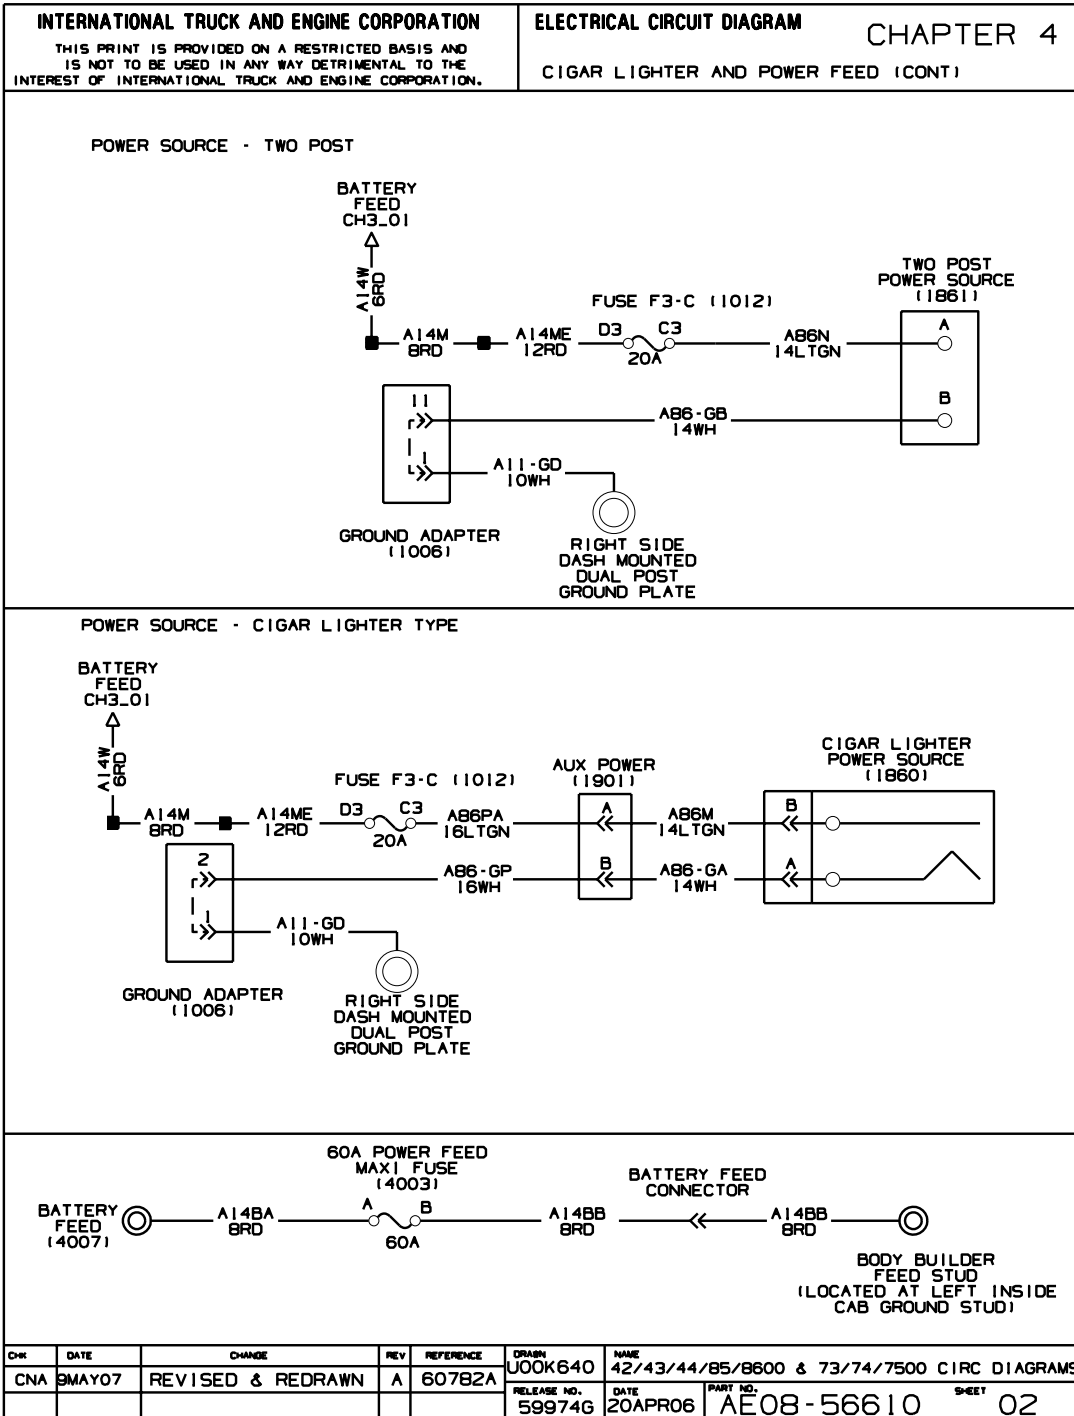 INTERNATIONAL TRUCK AND ENGINE CORPORATION
THIS PRINT IS PROVIDED ON A RESTRICTED BASIS AND
IS NOT TO BE USED IN ANY WAY DETRIMENTAL TO THE
INTEREST OF INTERNATIONAL TRUCK AND ENGINE CORPORATION.
ELECTRICAL CIRCUIT DIAGRAM
CHAPTER 4
CIGAR LIGHTER AND POWER FEED (CONT)
POWER SOURCE - TWO POST
BATTERY
FEED
CH3_01
A14W
6RD
A14M
8RD
A14ME
12RD
FUSE F3-C (1012)
D3
C3
20A
A86N
14LTGN
TWO POST
POWER SOURCE
(1861)
A
B
11
1
A86-GB
14WH
A11-GD
10WH
GROUND ADAPTER
(1006)
RIGHT SIDE
DASH MOUNTED
DUAL POST
GROUND PLATE
POWER SOURCE - CIGAR LIGHTER TYPE
BATTERY
FEED
CH3_01
A14W
6RD
A14M
8RD
A14ME
12RD
FUSE F3-C (1012)
D3
C3
20A
A86PA
16LTGN
AUX POWER
(1901)
A
B
A86M
14LTGN
CIGAR LIGHTER
POWER SOURCE
(1860)
B
A
2
1
A86-GP
16WH
A86-GA
14WH
A11-GD
10WH
GROUND ADAPTER
(1006)
RIGHT SIDE
DASH MOUNTED
DUAL POST
GROUND PLATE
60A POWER FEED
MAXI FUSE
(4003)
A
B
60A
BATTERY
FEED
(4007)
A14BA
8RD
A14BB
8RD
BATTERY FEED
CONNECTOR
A14BB
8RD
BODY BUILDER
FEED STUD
(LOCATED AT LEFT INSIDE
CAB GROUND STUD)
CHK DATE CHANGE REV REFERENCE
CNA 9MAY07 REVISED & REDRAWN A 60782A
DRAWN
U00K640
NAME
42/43/44/85/8600 & 73/74/7500 CIRC DIAGRAMS
RELEASE NO.
59974G
DATE
20APR06
PART NO.
AE08-56610
SHEET
02